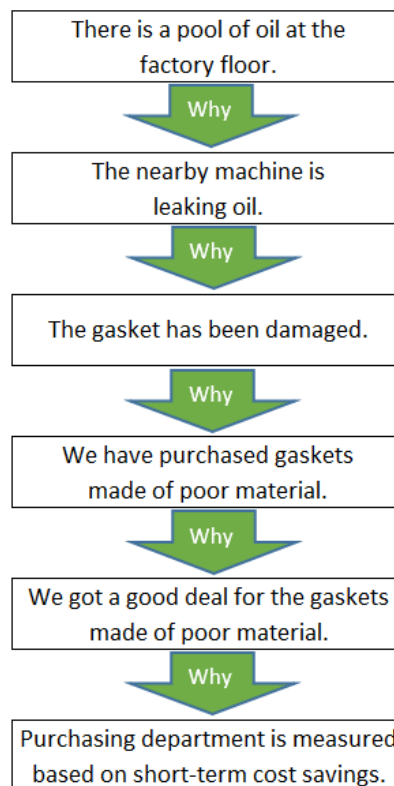 There is a pool of oil at the
factory floor.
Why
The nearby machine is
leaking oil.
Why
The gasket has been damaged.
Why
We have purchased gaskets
made of poor material.
Why
We got a good deal for the gaskets
made of poor material.
Why
Purchasing department is measured
based on short-term cost savings.